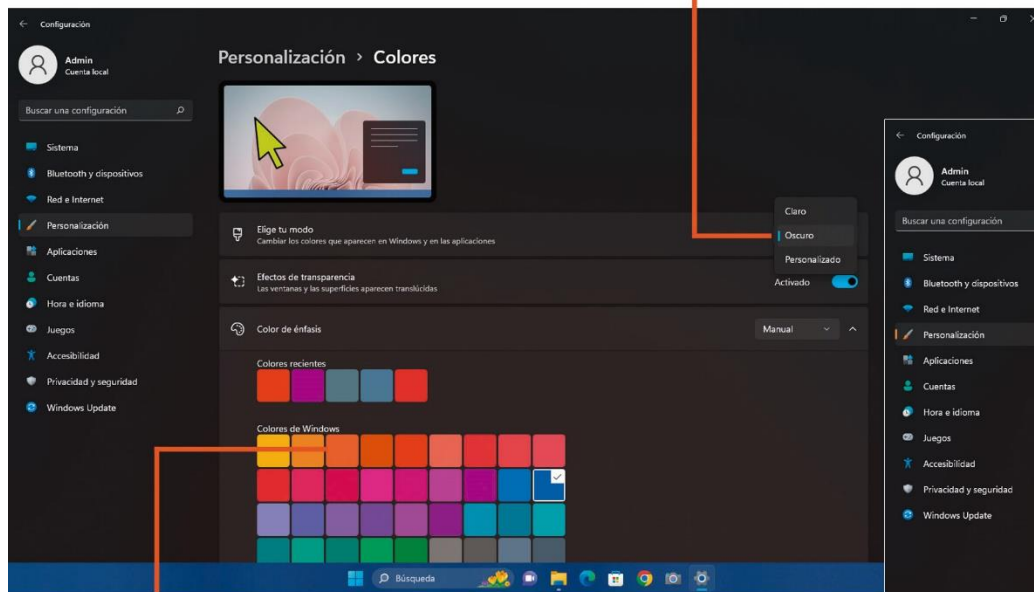 Configuración
Admin
Cuenta local
Buscar una configuración
Sistema
Bluetooth y dispositivos
Red e Internet
Personalización
Aplicaciones
Cuentas
Hora e idioma
Juegos
Accesibilidad
Privacidad y seguridad
Windows Update
Personalización > Colores
Elige tu modo
Cambiar los colores que aparecen en Windows y en las aplicaciones
Claro
Oscuro
Personalizado
Efectos de transparencia
Las ventanas y las superficies aparecen translúcidas
Activado
Color de énfasis
Manual
Colores recientes
Colores de Windows
Búsqueda
Configuración
Admin
Cuenta local
Buscar una configuración
Sistema
Bluetooth y dispositivos
Red e Internet
Personalización
Aplicaciones
Cuentas
Hora e idioma
Juegos
Accesibilidad
Privacidad y seguridad
Windows Update